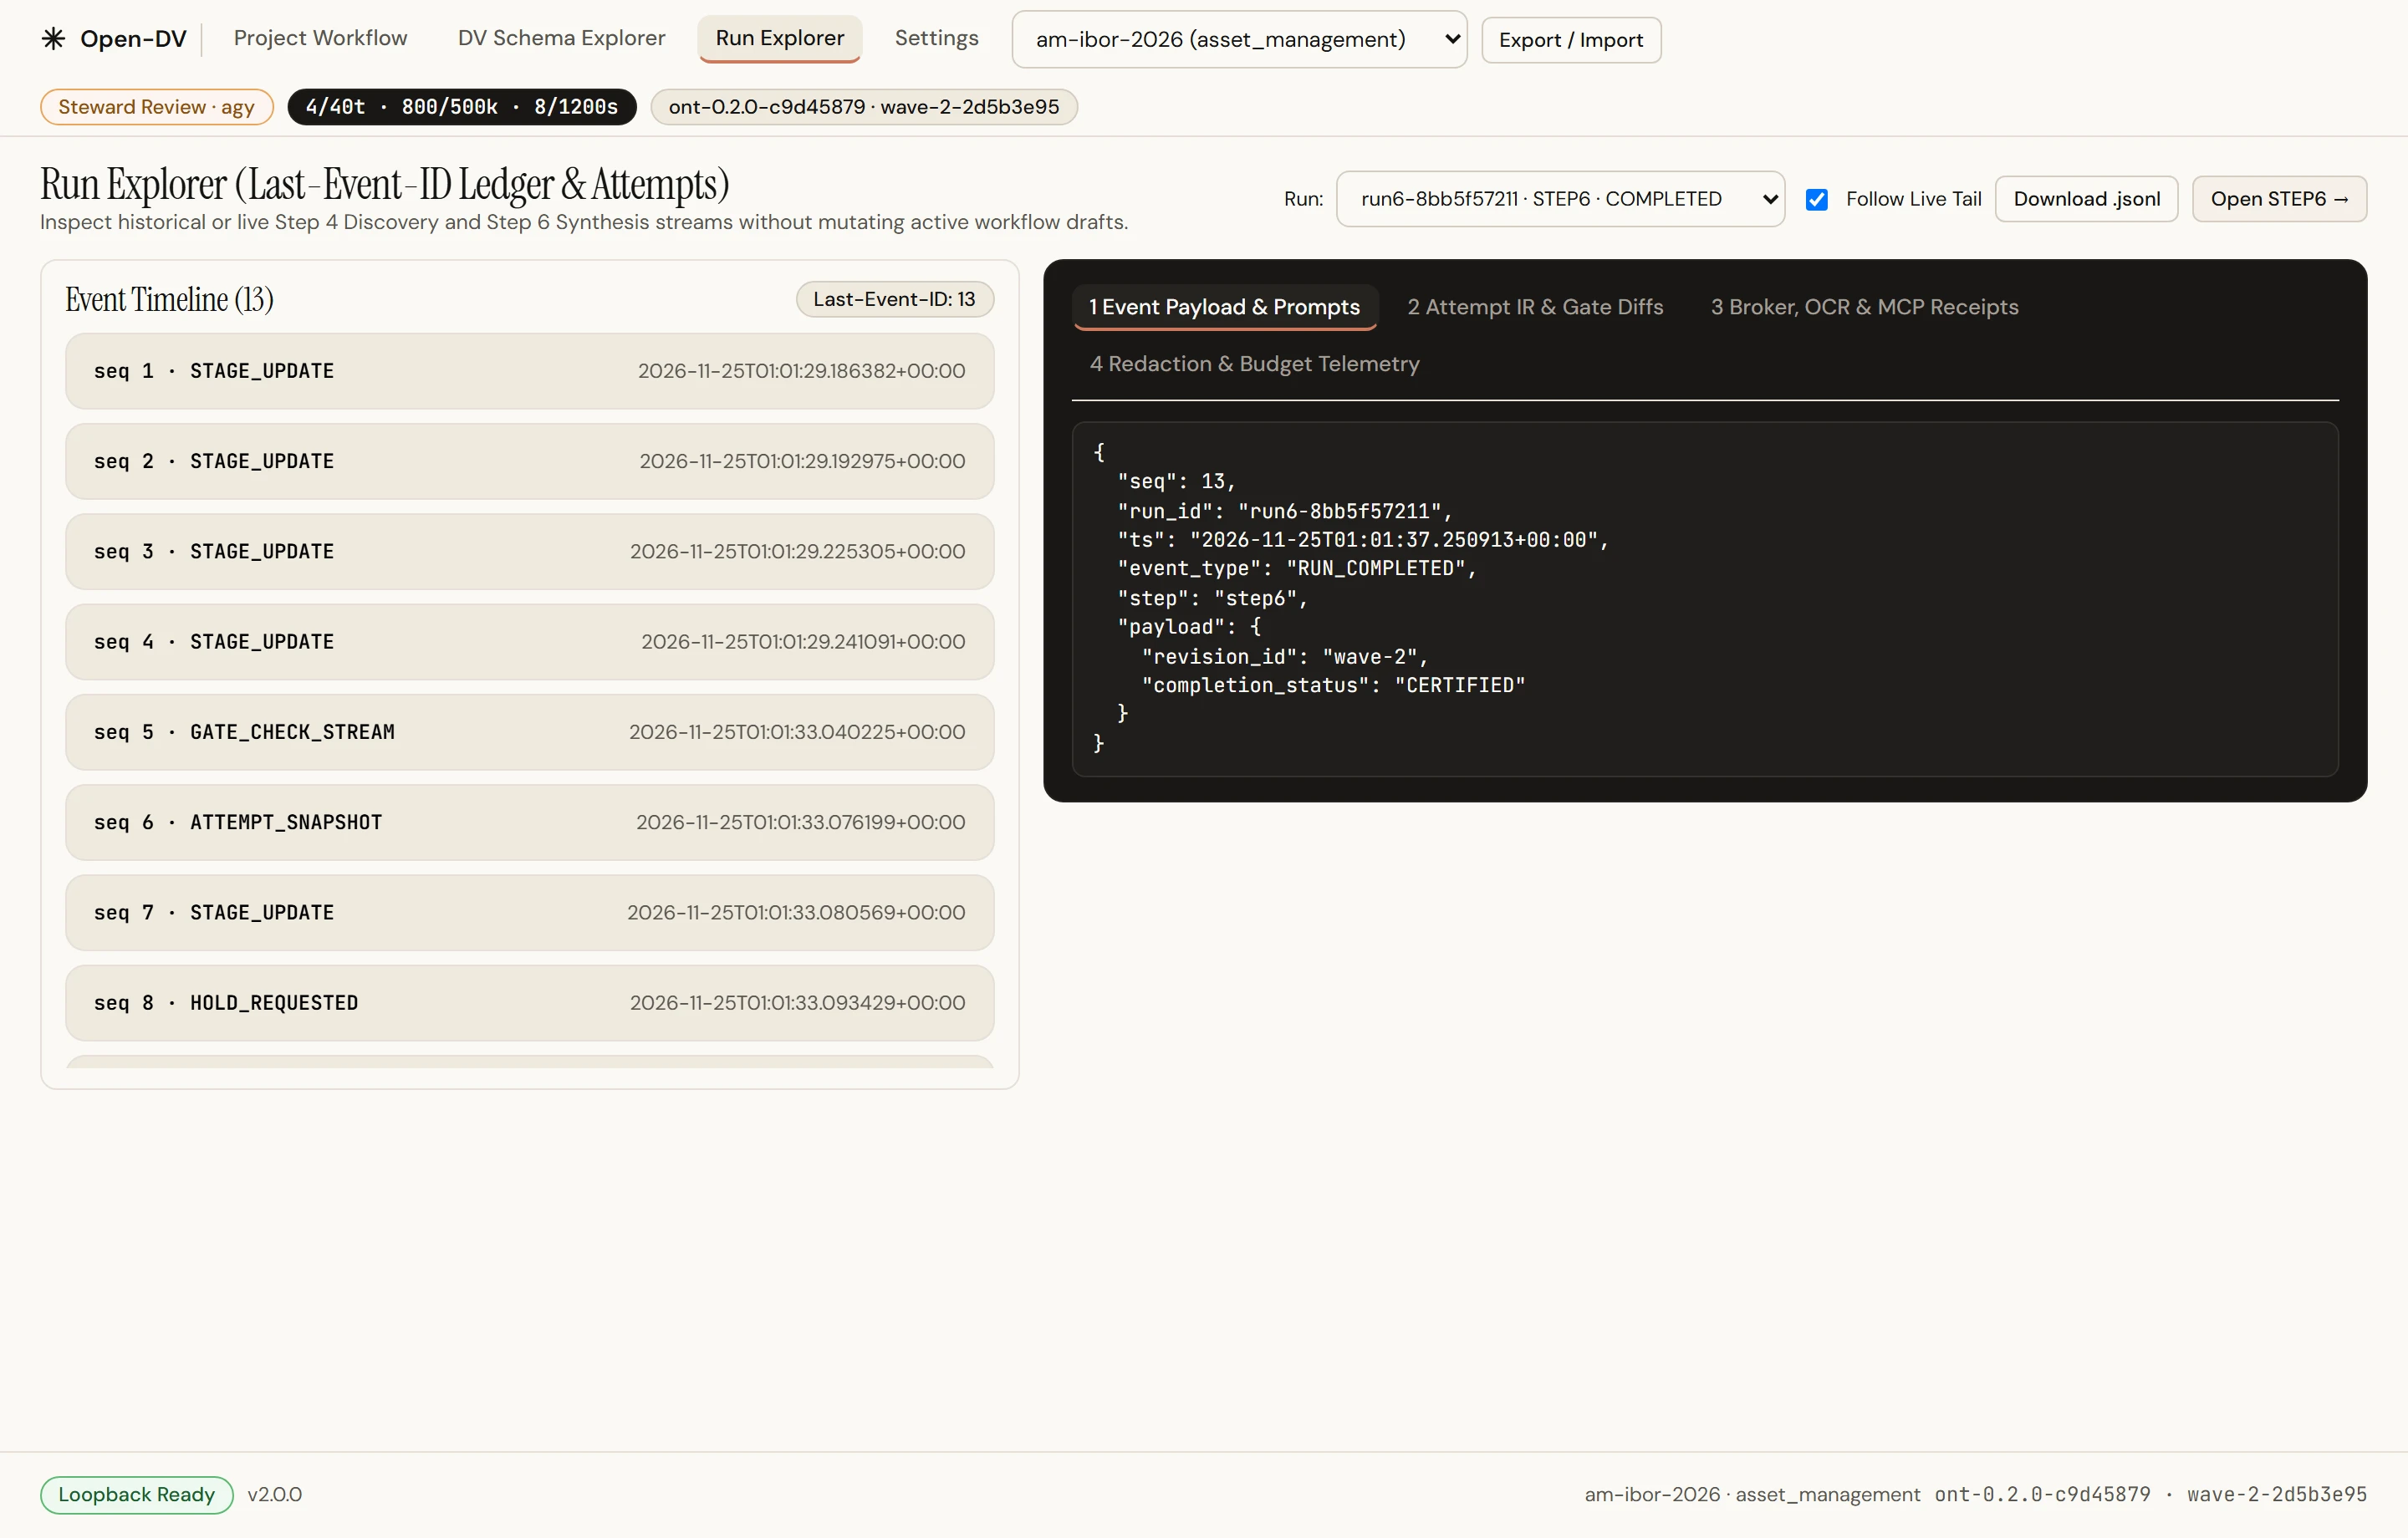 Open-DV
Project Workflow
DV Schema Explorer
Run Explorer
Settings
am-ibor-2026 (asset_management)
Export / Import
Steward Review · agy
4/40t · 800/500k · 8/1200s
ont-0.2.0-c9d45879 · wave-2-2d5b3e95
Run Explorer (Last-Event-ID Ledger & Attempts)
Inspect historical or live Step 4 Discovery and Step 6 Synthesis streams without mutating active workflow drafts.
Run:
run6-8bb5f57211 · STEP6 · COMPLETED
Follow Live Tail
Download .jsonl
Open STEP6 →
Event Timeline (13)
Last-Event-ID: 13
seq 1 · STAGE_UPDATE 2026-11-25T01:01:29.186382+00:00
seq 2 · STAGE_UPDATE 2026-11-25T01:01:29.192975+00:00
seq 3 · STAGE_UPDATE 2026-11-25T01:01:29.225305+00:00
seq 4 · STAGE_UPDATE 2026-11-25T01:01:29.241091+00:00
seq 5 · GATE_CHECK_STREAM 2026-11-25T01:01:33.040225+00:00
seq 6 · ATTEMPT_SNAPSHOT 2026-11-25T01:01:33.076199+00:00
seq 7 · STAGE_UPDATE 2026-11-25T01:01:33.080569+00:00
seq 8 · HOLD_REQUESTED 2026-11-25T01:01:33.093429+00:00
1 Event Payload & Prompts
2 Attempt IR & Gate Diffs
3 Broker, OCR & MCP Receipts
4 Redaction & Budget Telemetry
{
"seq": 13,
"run_id": "run6-8bb5f57211",
"ts": "2026-11-25T01:01:37.250913+00:00",
"event_type": "RUN_COMPLETED",
"step": "step6",
"payload": {
"revision_id": "wave-2",
"completion_status": "CERTIFIED"
}
}
Loopback Ready
v2.0.0
am-ibor-2026 · asset_management ont-0.2.0-c9d45879 · wave-2-2d5b3e95